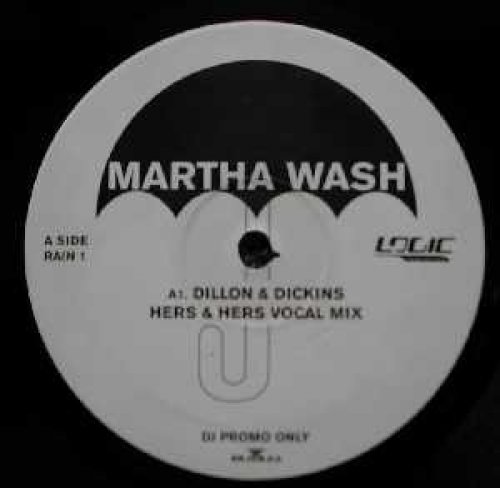 MARTHA WASH
A SIDE
RAIN 1
LOGIC
A1. DILLON & DICKINS
HERS & HERS VOCAL MIX
DJ PROMO ONLY